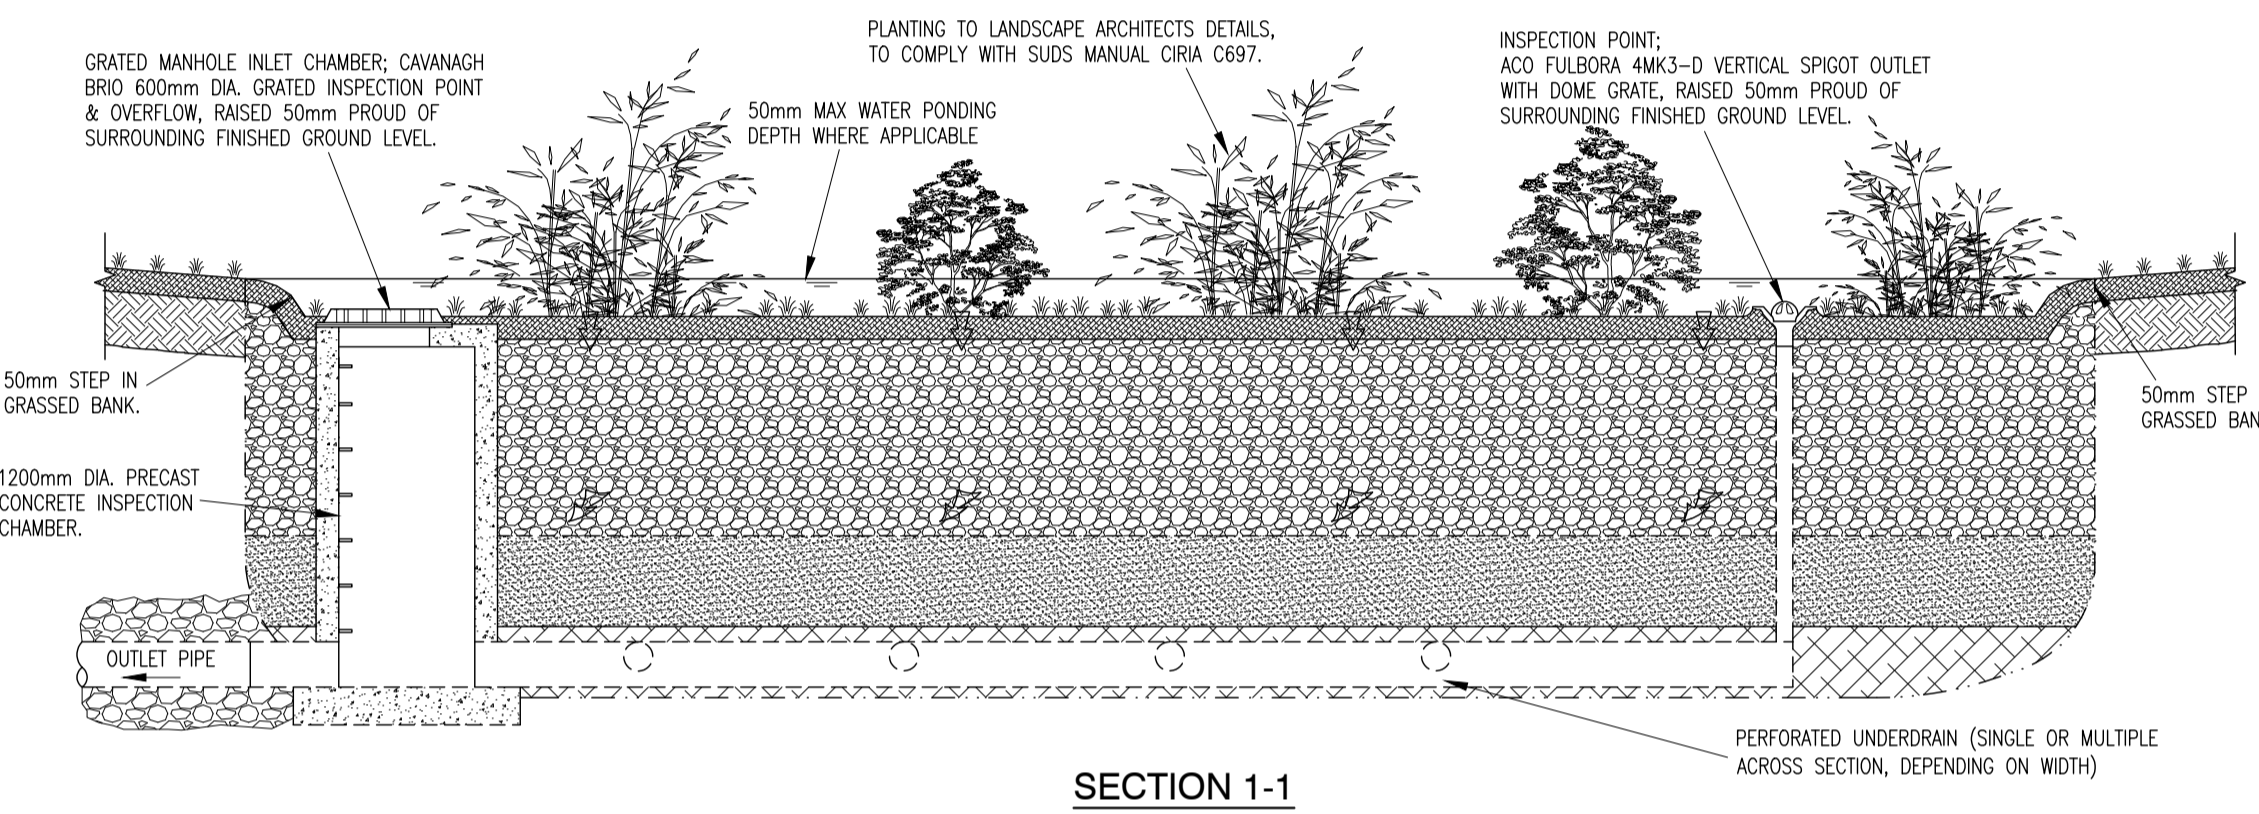 GRATED MANHOLE INLET CHAMBER; CAVANAGH
BRIO 600mm DIA. GRATED INSPECTION POINT
& OVERFLOW, RAISED 50mm PROUD OF
SURROUNDING FINISHED GROUND LEVEL.
50mm MAX WATER PONDING
DEPTH WHERE APPLICABLE
PLANTING TO LANDSCAPE ARCHITECTS DETAILS,
TO COMPLY WITH SUDS MANUAL CIRIA C697.
INSPECTION POINT;
ACO FULBORA 4MK3-D VERTICAL SPIGOT OUTLET
WITH DOME GRATE, RAISED 50mm PROUD OF
SURROUNDING FINISHED GROUND LEVEL.
50mm STEP IN
GRASSED BANK.
50mm STEP
GRASSED BAN
1200mm DIA. PRECAST
CONCRETE INSPECTION
CHAMBER.
OUTLET PIPE
PERFORATED UNDERDRAIN (SINGLE OR MULTIPLE
ACROSS SECTION, DEPENDING ON WIDTH)
SECTION 1-1